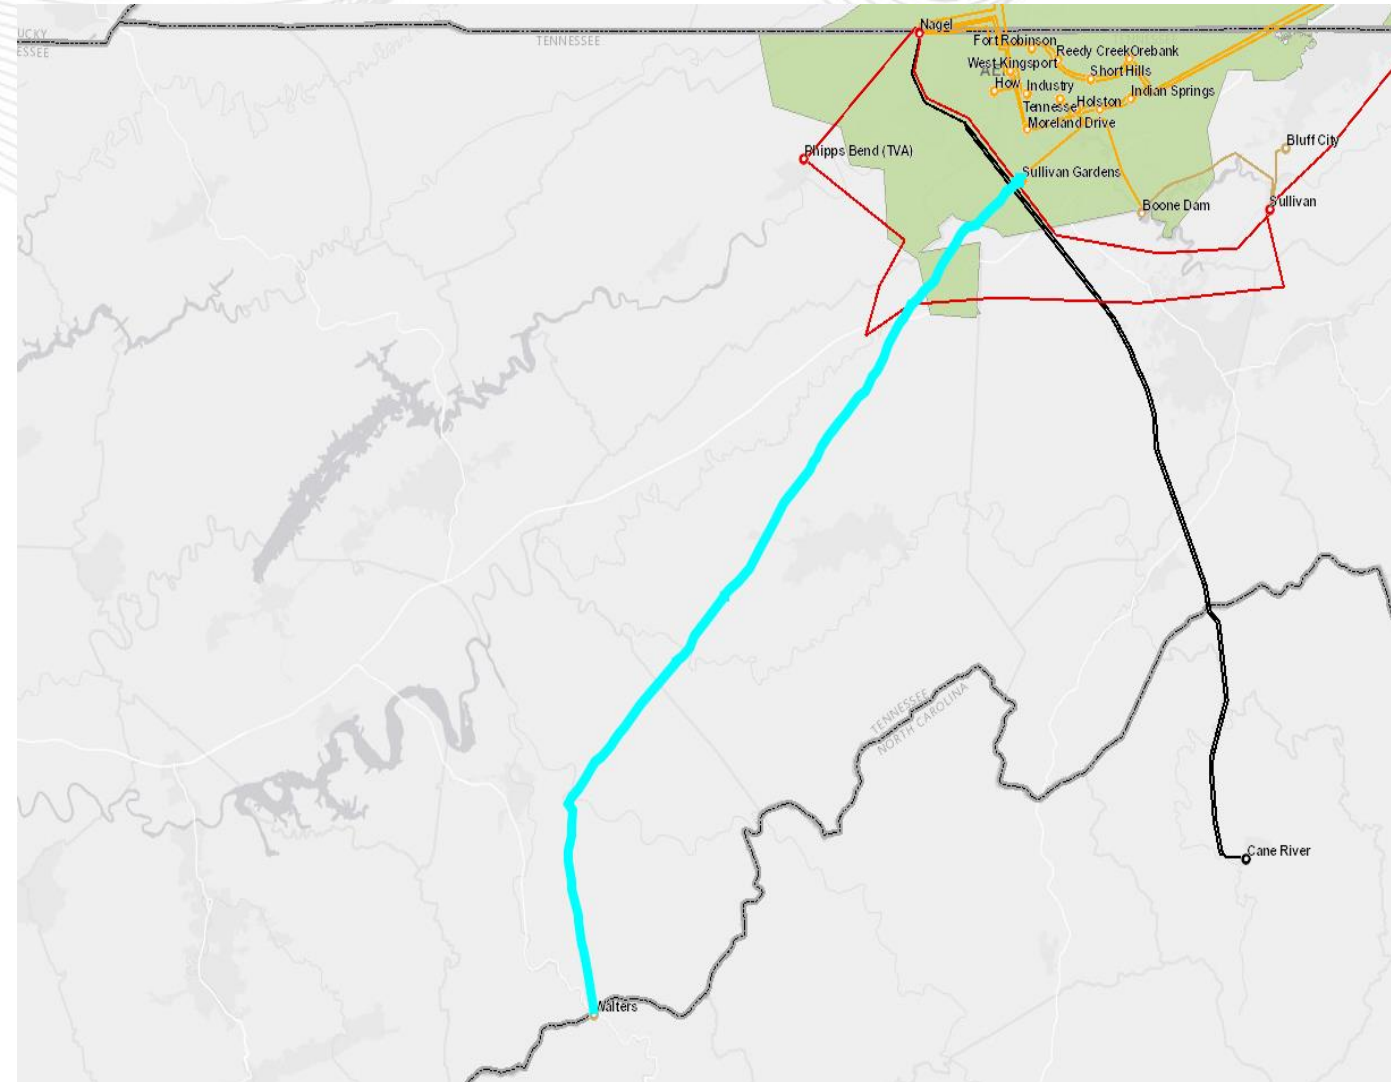 UCKY
ESSEE
TENNESSEE
Nagel
Fort Robinson
Reedy Creek
Orebank
West Kingsport
Short Hills
How
Industry
Indian Springs
Tennesse
Holston
Moreland Drive
Phipps Bend (TVA)
Bluff City
Sullivan Gardens
Boone Dam
Sullivan
TENNESSEE
NORTH CAROLINA
Cane River
Walters